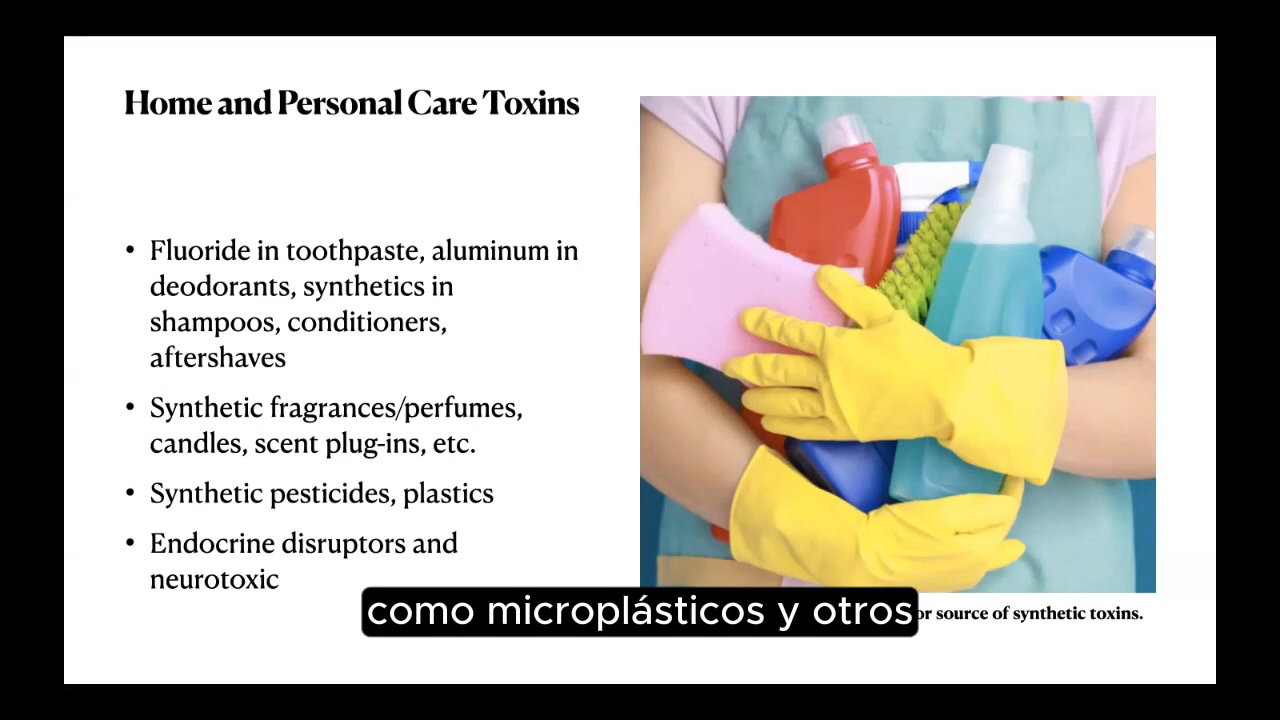 Home and Personal Care Toxins
• Fluoride in toothpaste, aluminum in
deodorants, synthetics in
shampoos, conditioners,
aftershaves
• Synthetic fragrances/perfumes,
candles, scent plug-ins, etc.
• Synthetic pesticides, plastics
• Endocrine disruptors and
neurotoxic
como microplásticos y otros
source of synthetic toxins.